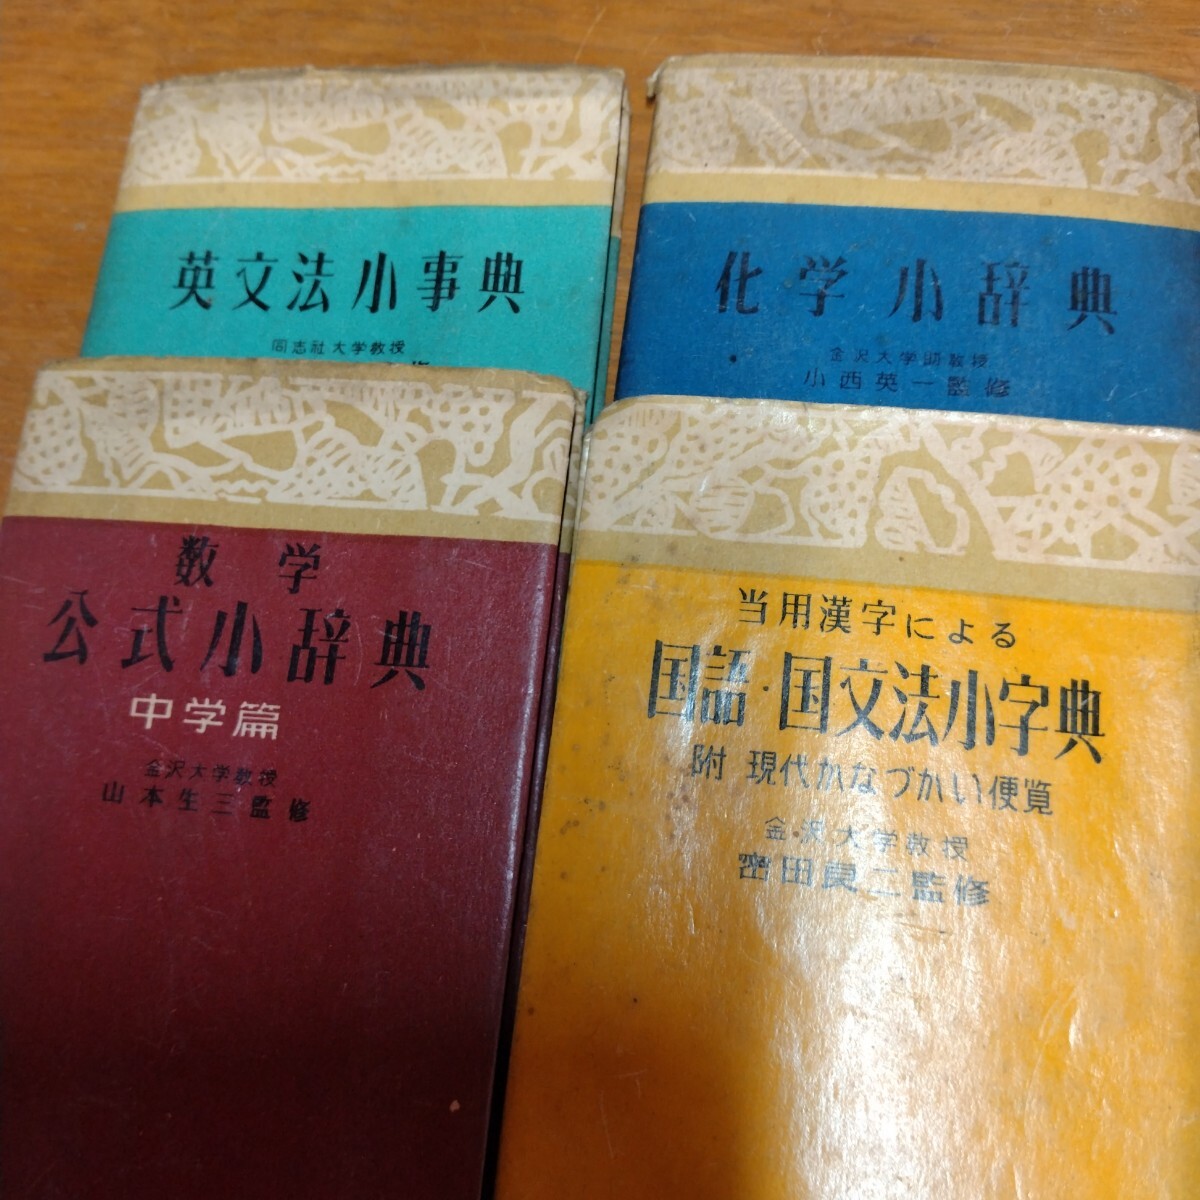 英文法小事典
同志社大学教授
化学小辞典
金沢大学助教授
小西英一監修
数学
公式小辞典
中学篇
金沢大学教授
山本生三監修
当用漢字による
国語・国文法小字典
附 現代かなづかい便覧
金沢大学教授
密田良二監修